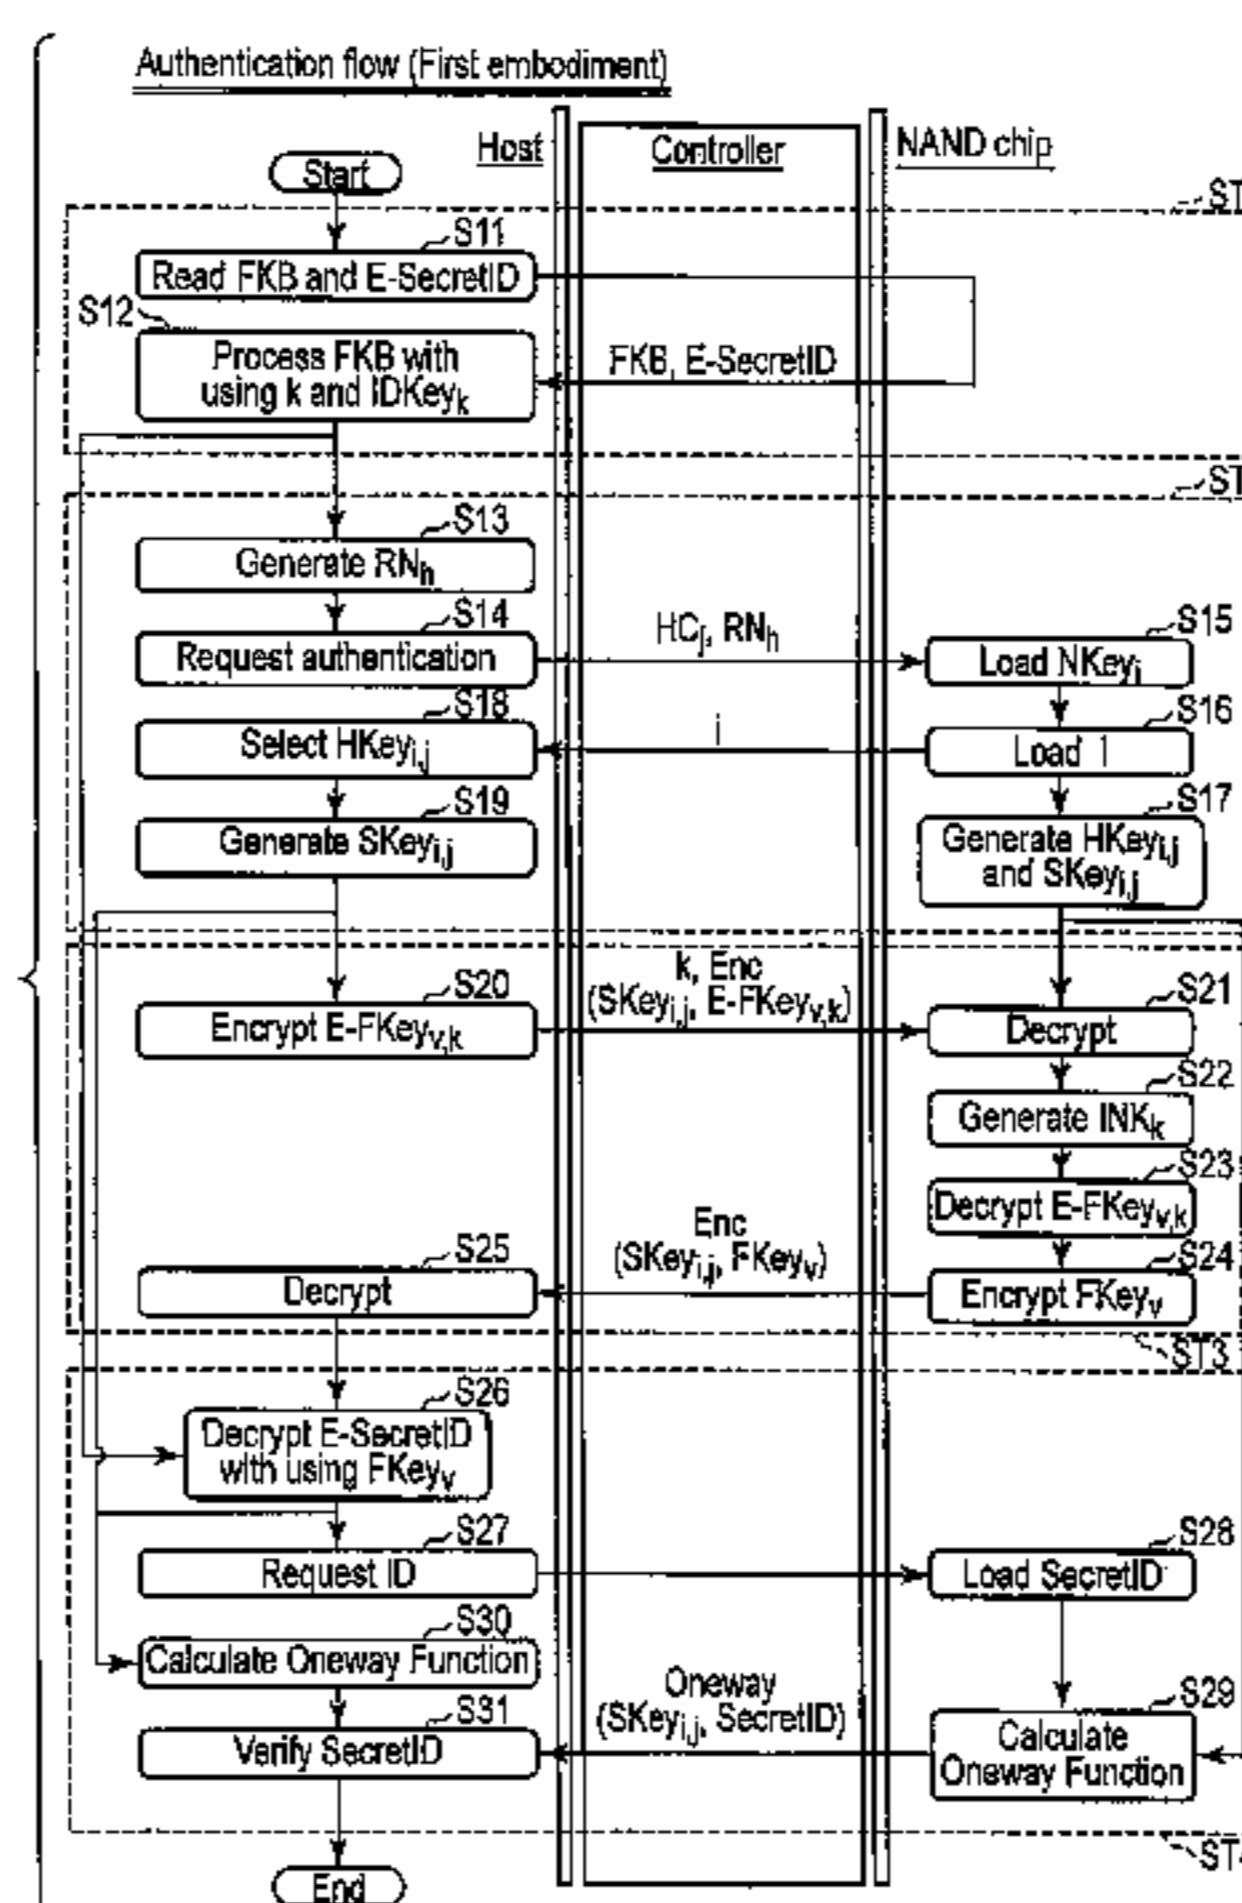 Authentication flow (First embodiment)
Host
Controller
NAND chip
Start
ST
S11
Read FKB and E-SecretID
S12
Process FKB with
using k and IDKeyk
FKB, E-SecretID
ST
S13
Generate RNh
S14
Request authentication
HCj, RNh
S15
Load NKeyi
S18
Select HKeyi,j
i
S16
Load i
S19
Generate SKeyi,j
S17
Generate HKeyi,j
and SKeyi,j
S20
Encrypt E-FKeyv,k
k, Enc
(SKeyi,j, E-FKeyv,k)
S21
Decrypt
S22
Generate INKk
S23
Decrypt E-FKeyv,k
S25
Decrypt
Enc
(SKeyi,j, FKeyv)
S24
Encrypt FKeyv
ST3
S26
Decrypt E-SecretID
with using FKeyv
S27
Request ID
S28
Load SecretID
S30
Calculate Oneway Function
S31
Verify SecretID
Oneway
(SKeyi,j, SecretID)
S29
Calculate
Oneway Function
ST4
End